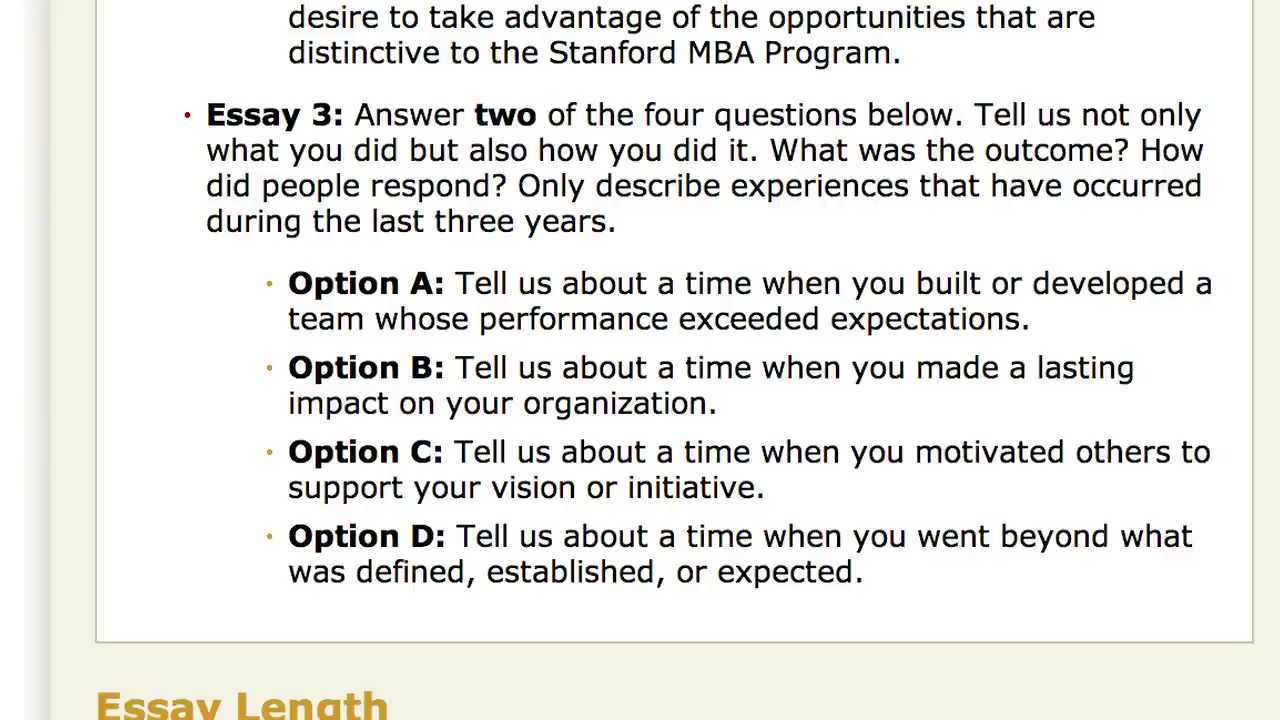 desire to take advantage of the opportunities that are
distinctive to the Stanford MBA Program.
· Essay 3: Answer two of the four questions below. Tell us not only
what you did but also how you did it. What was the outcome? How
did people respond? Only describe experiences that have occurred
during the last three years.
· Option A: Tell us about a time when you built or developed a
team whose performance exceeded expectations.
· Option B: Tell us about a time when you made a lasting
impact on your organization.
· Option C: Tell us about a time when you motivated others to
support your vision or initiative.
· Option D: Tell us about a time when you went beyond what
was defined, established, or expected.
Essay Length